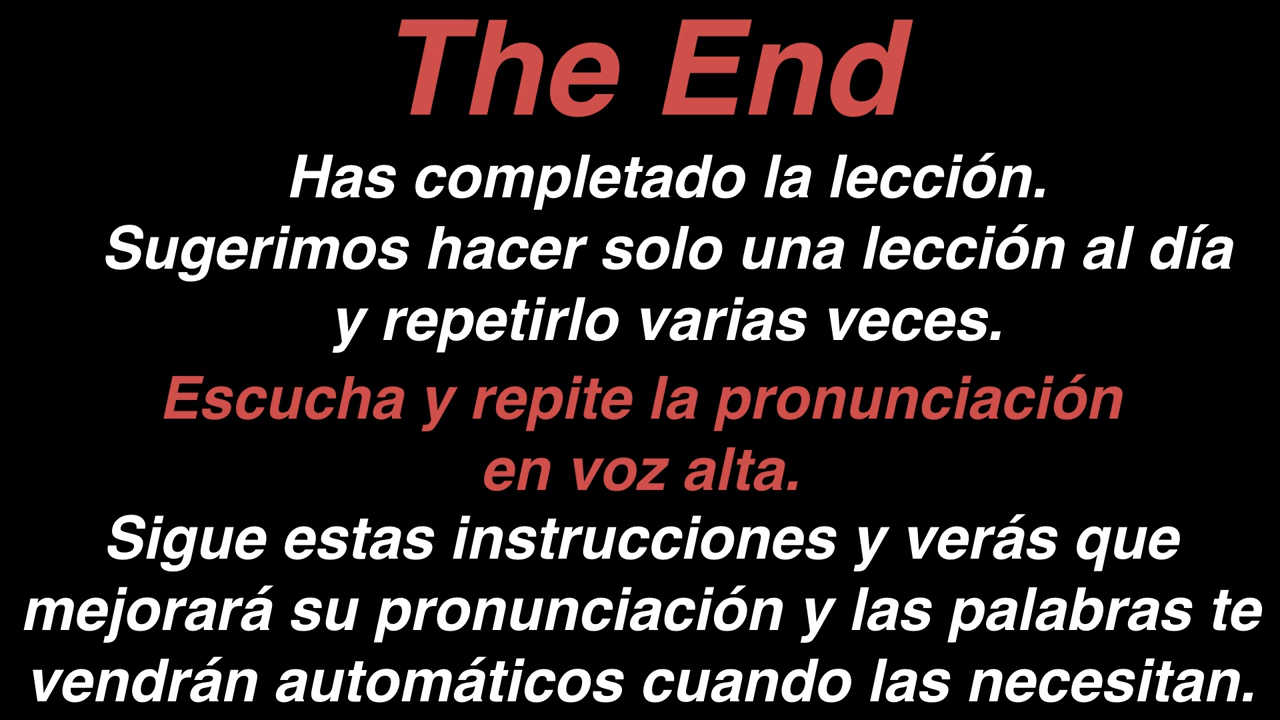 The End
Has completado la lección.
Sugerimos hacer solo una lección al día
y repetirlo varias veces.
Escucha y repite la pronunciación
en voz alta.
Sigue estas instrucciones y verás que
mejorará su pronunciación y las palabras te
vendrán automáticos cuando las necesitan.